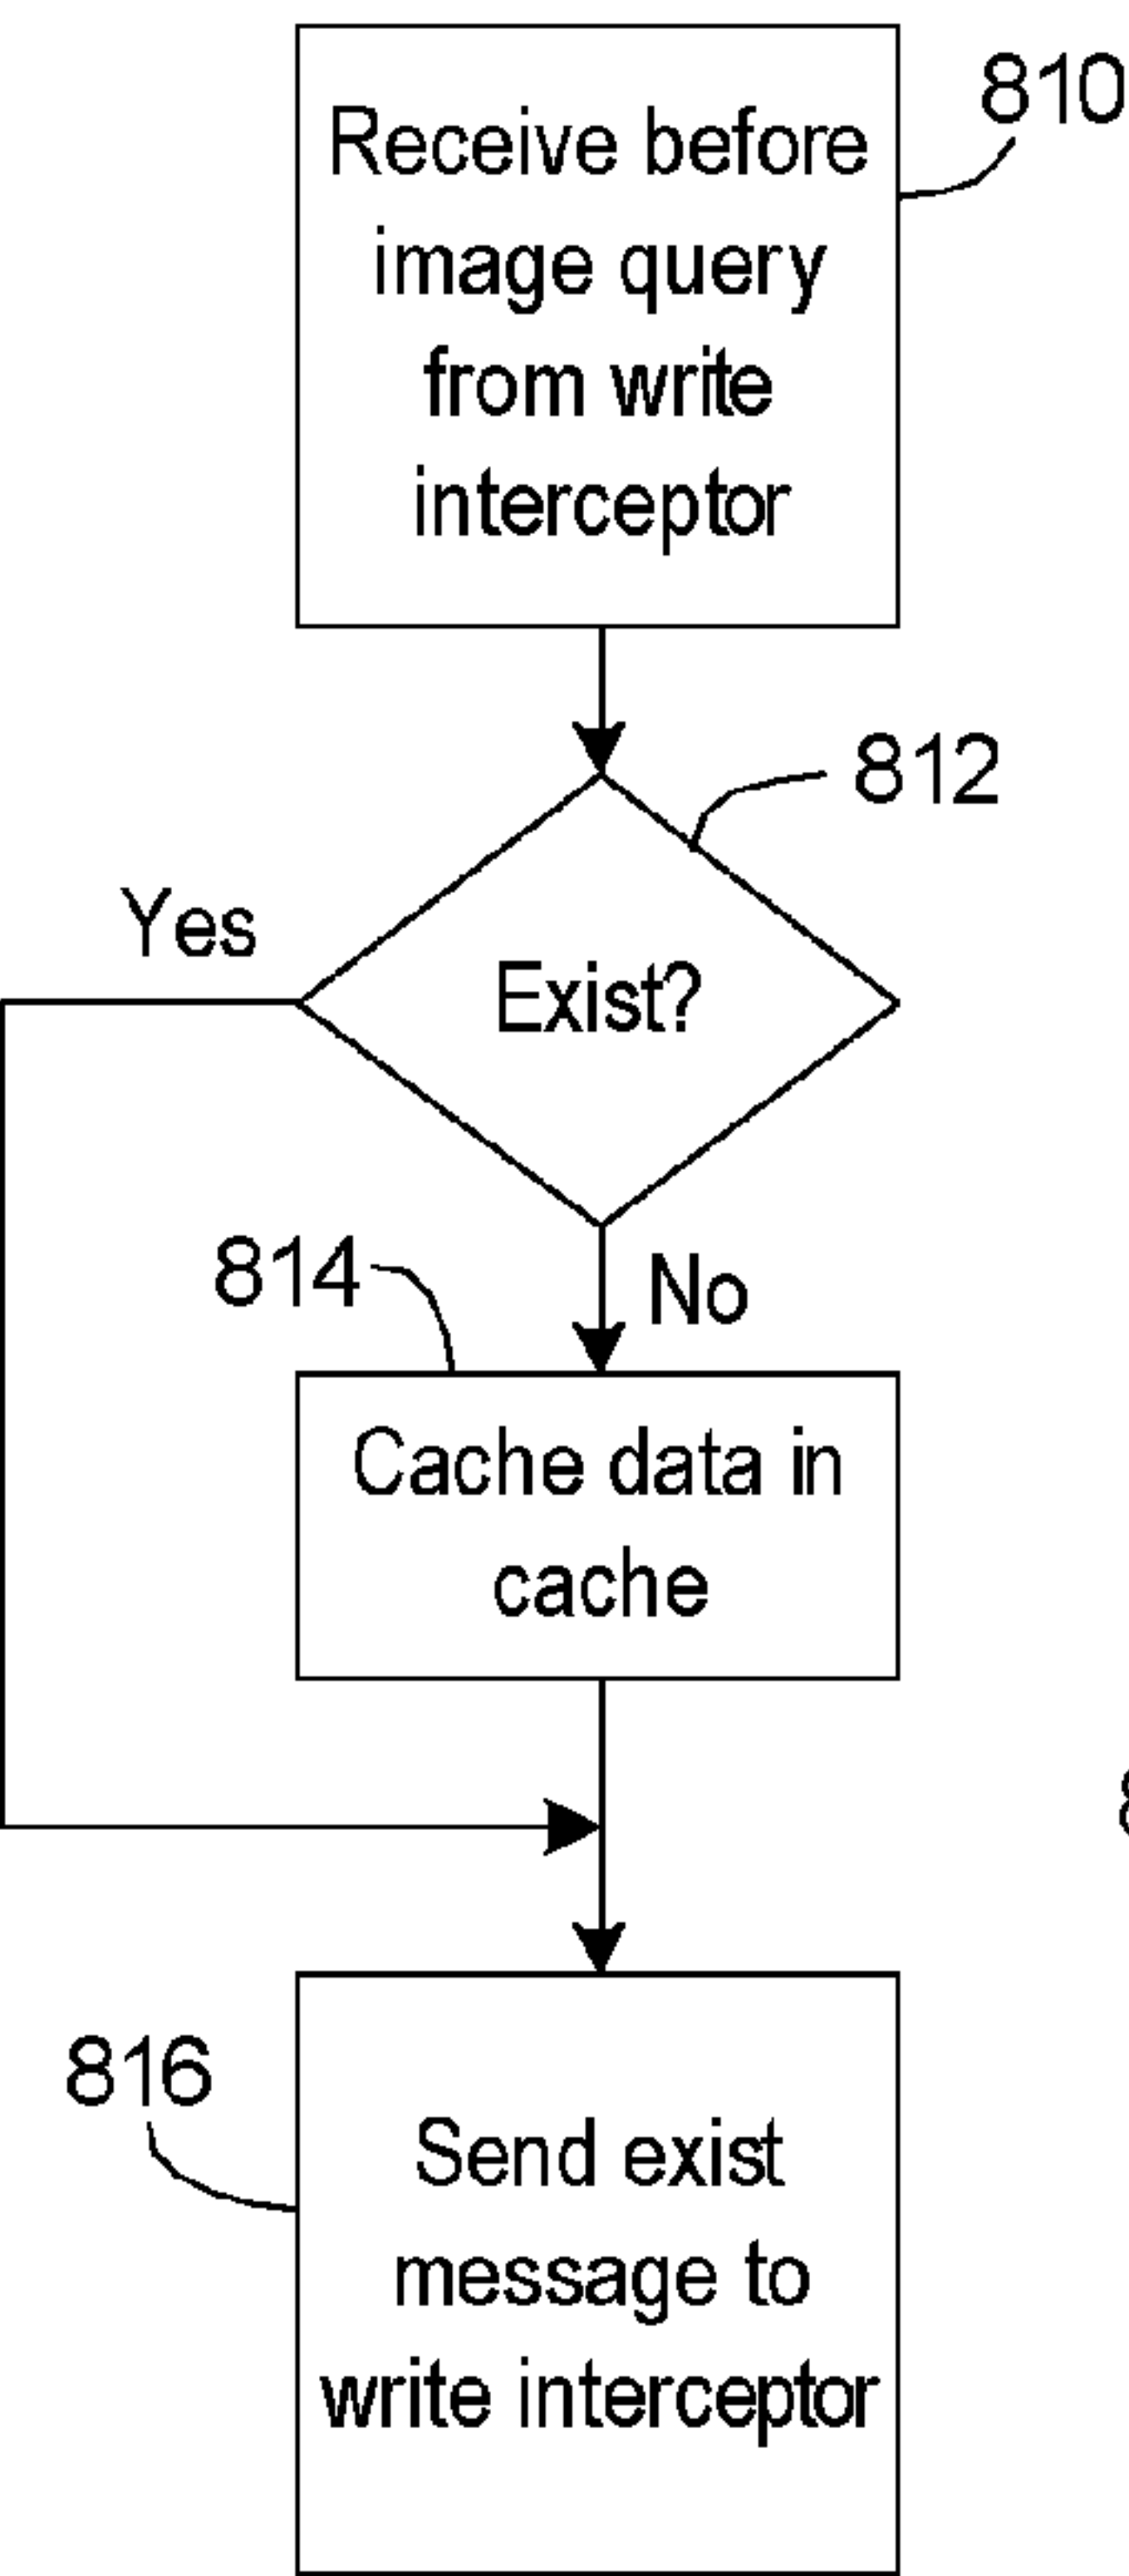 810
Receive before
image query
from write
interceptor
812
Yes
Exist?
814
No
Cache data in
cache
816
Send exist
message to
write interceptor